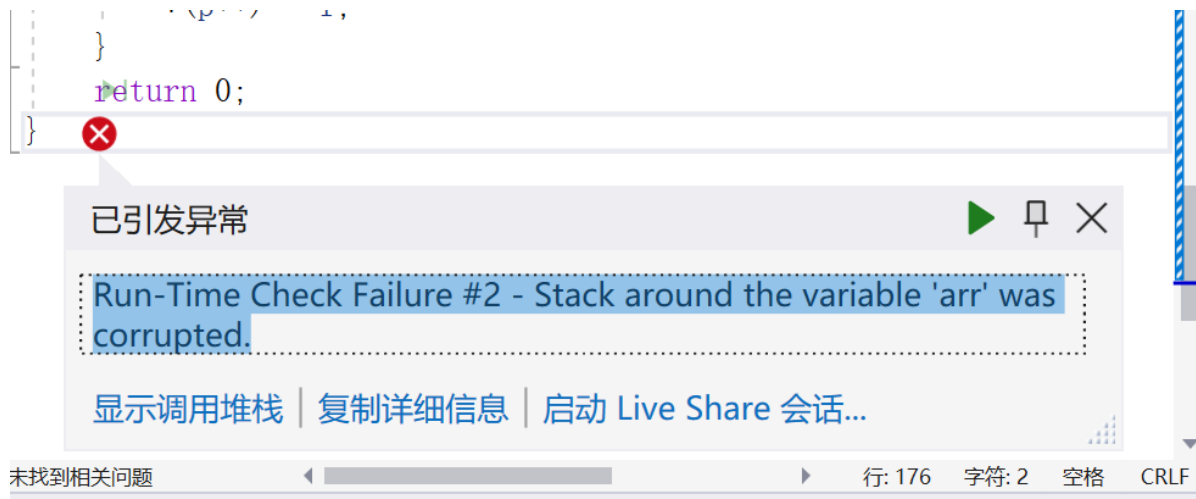 }
return 0;
}
已引发异常
Run-Time Check Failure #2 - Stack around the variable 'arr' was
corrupted.
显示调用堆栈 | 复制详细信息 | 启动 Live Share 会话...
未找到相关问题 行: 176 字符: 2 空格 CRLF